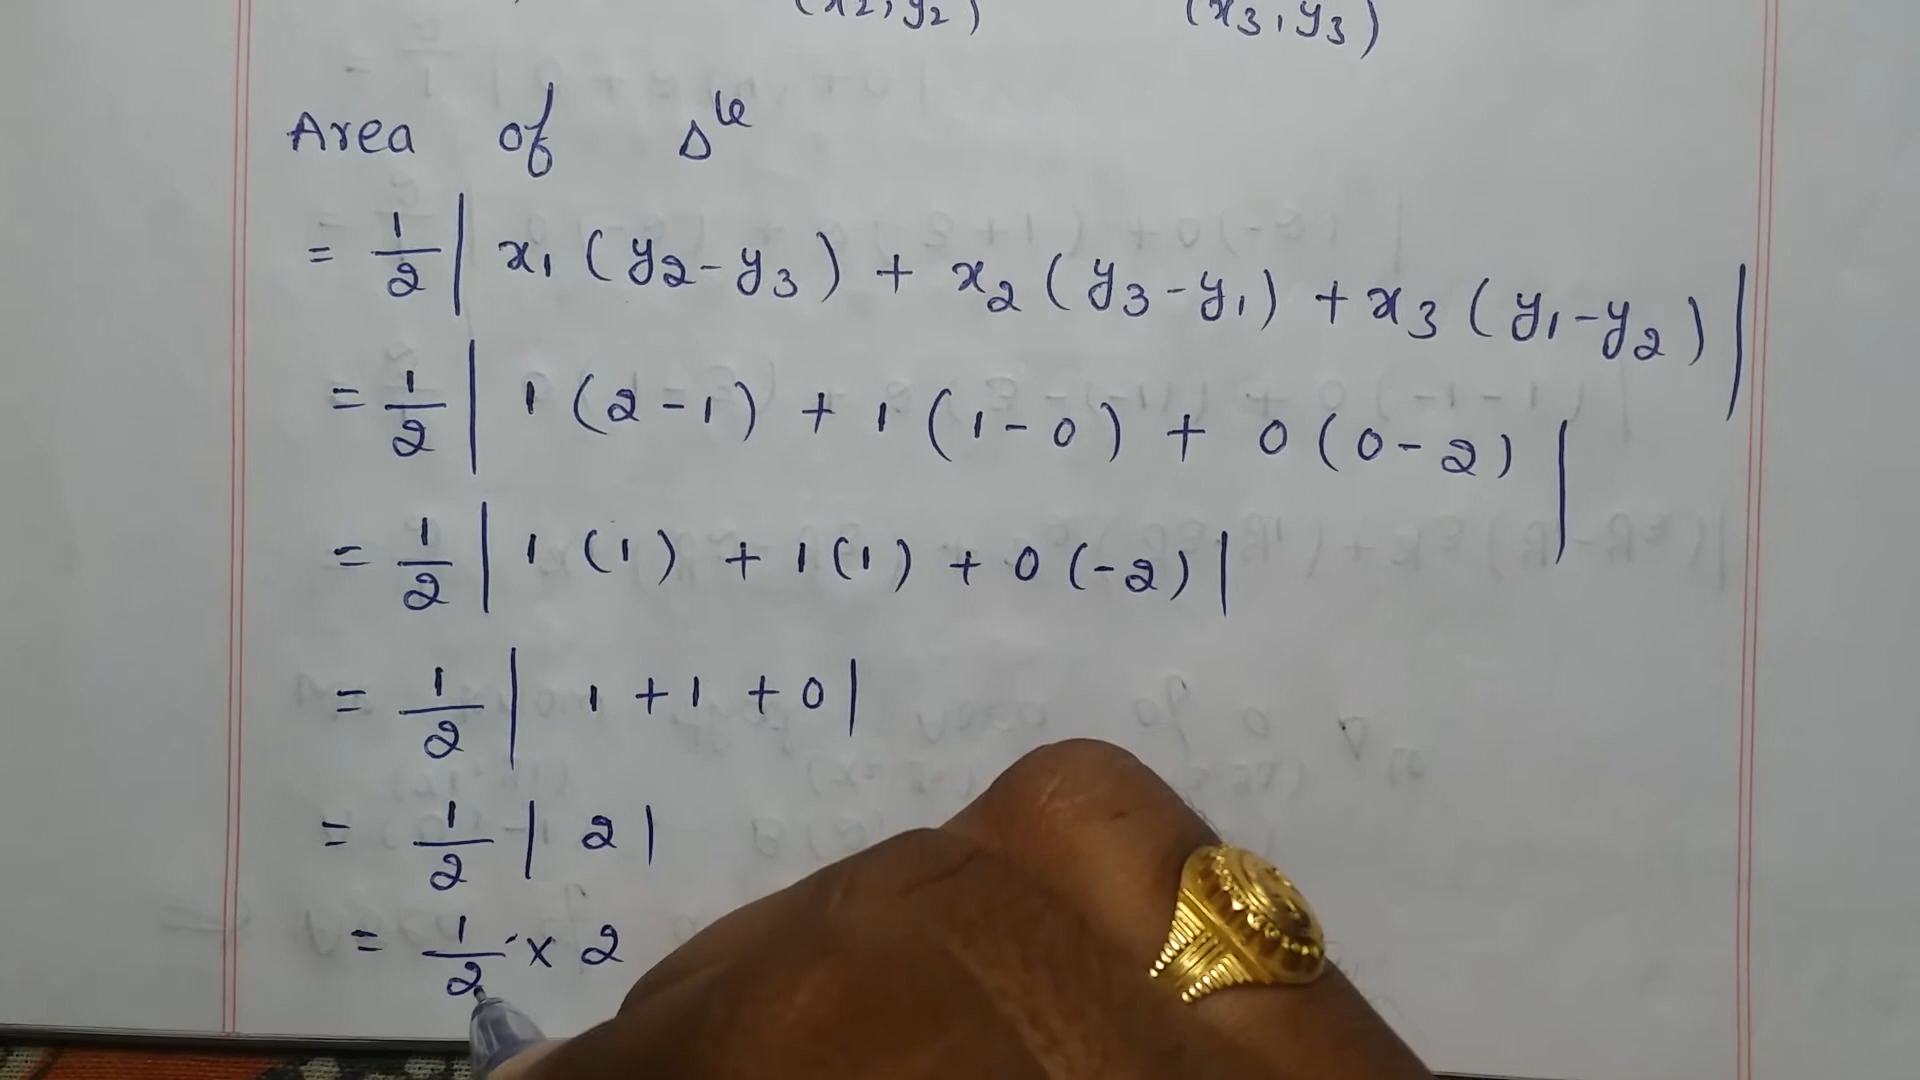 (x2, y2) (x3, y3)
Area of Δle
= 1/2 | x1 (y2 - y3) + x2 (y3 - y1) + x3 (y1 - y2) |
= 1/2 | 1 (2 - 1) + 1 (1 - 0) + 0 (0 - 2) |
= 1/2 | 1 (1) + 1 (1) + 0 (-2) |
= 1/2 | 1 + 1 + 0 |
= 1/2 | 2 |
= 1/2 × 2